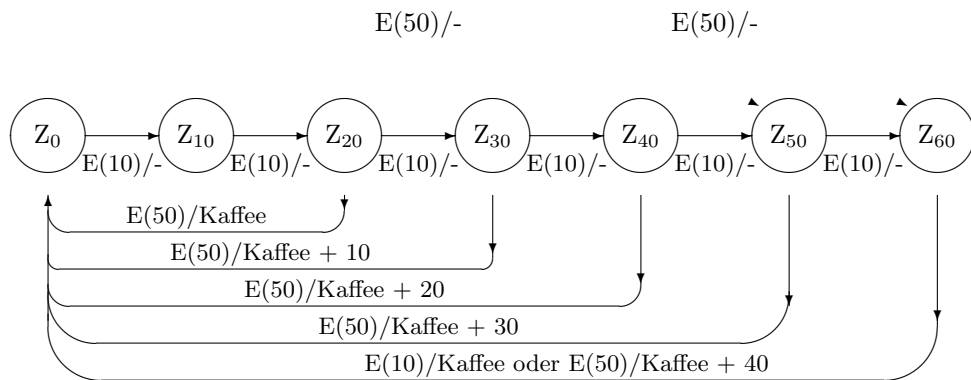 E(50)/- E(50)/-
Z₀ Z₁₀ Z₂₀ Z₃₀ Z₄₀ Z₅₀ Z₆₀
E(10)/- E(10)/- E(10)/- E(10)/- E(10)/- E(10)/-
E(50)/Kaffee
E(50)/Kaffee + 10
E(50)/Kaffee + 20
E(50)/Kaffee + 30
E(10)/Kaffee oder E(50)/Kaffee + 40